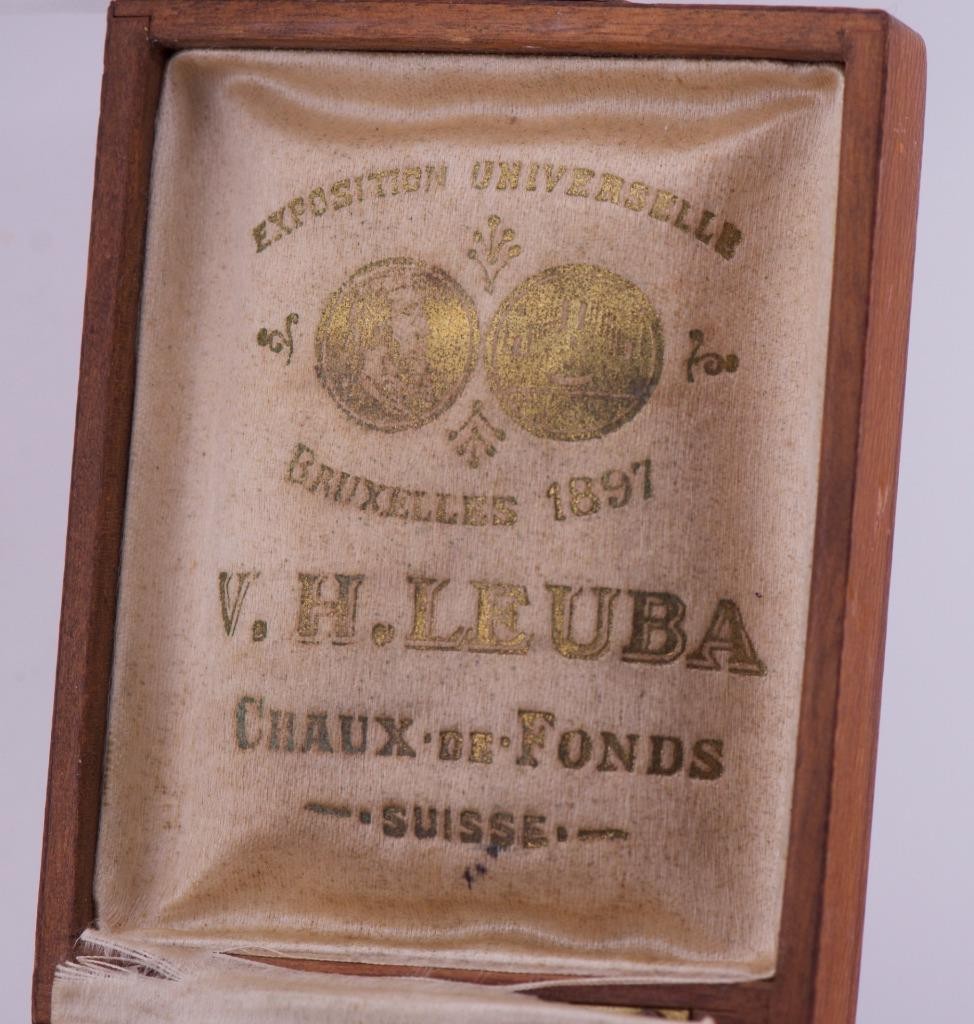 EXPOSITION UNIVERSELLE
BRUXELLES 1897
V. H. LEUBA
CHAUX·DE·FONDS
—·SUISSE·—